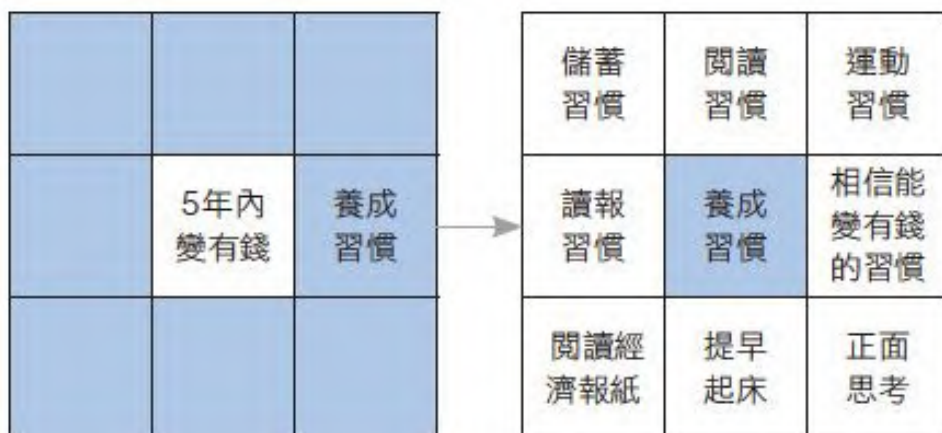 5年內
變有錢
養成
習慣
儲蓄
習慣
閱讀
習慣
運動
習慣
讀報
習慣
養成
習慣
相信能
變有錢
的習慣
閱讀經
濟報紙
提早
起床
正面
思考